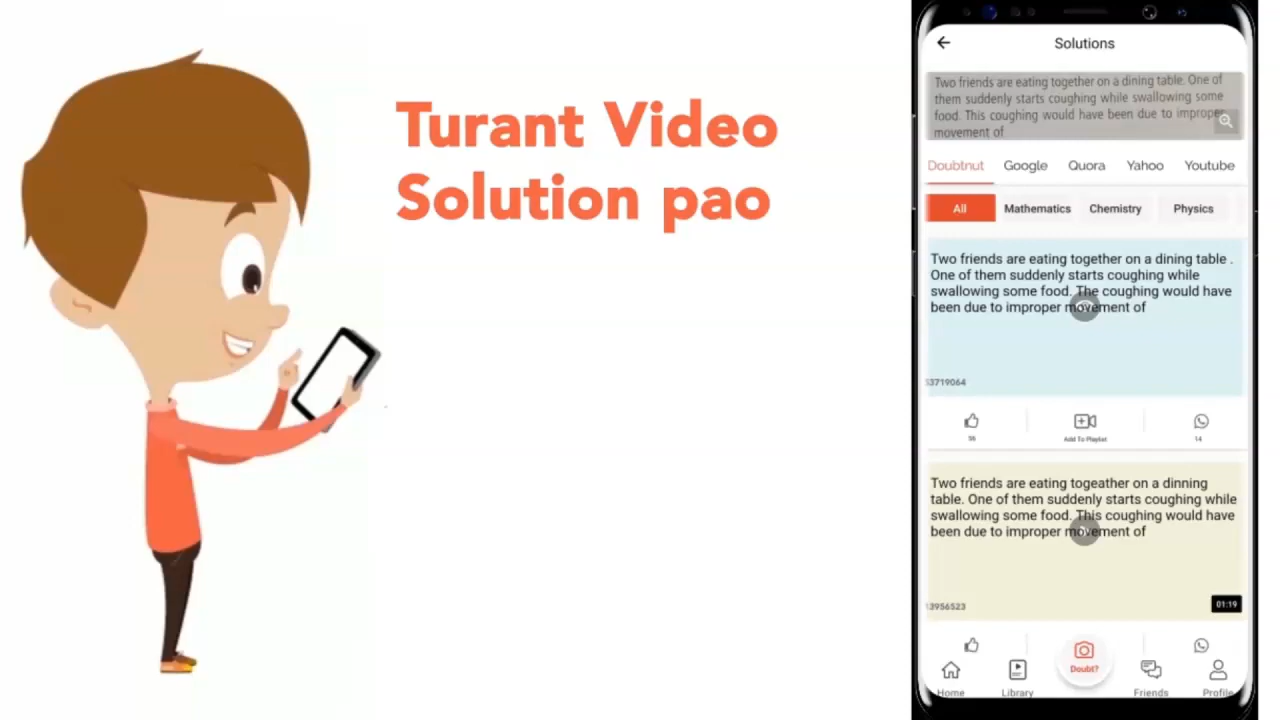 Turant Video
Solution pao
Solutions
Two friends are eating together on a dining table. One of
them suddenly starts coughing while swallowing some
food. This coughing would have been due to improper
movement of
Doubtnut Google Quora Yahoo Youtube
All Mathematics Chemistry Physics
Two friends are eating together on a dining table .
One of them suddenly starts coughing while
swallowing some food. The coughing would have
been due to improper movement of
53719064
36 Add To Playlist 14
Two friends are eating togeather on a dinning
table. One of them suddenly starts coughing while
swallowing some food. This coughing would have
been due to improper movement of
13956523
01:19
Doubt?
Home Library Friends Profile